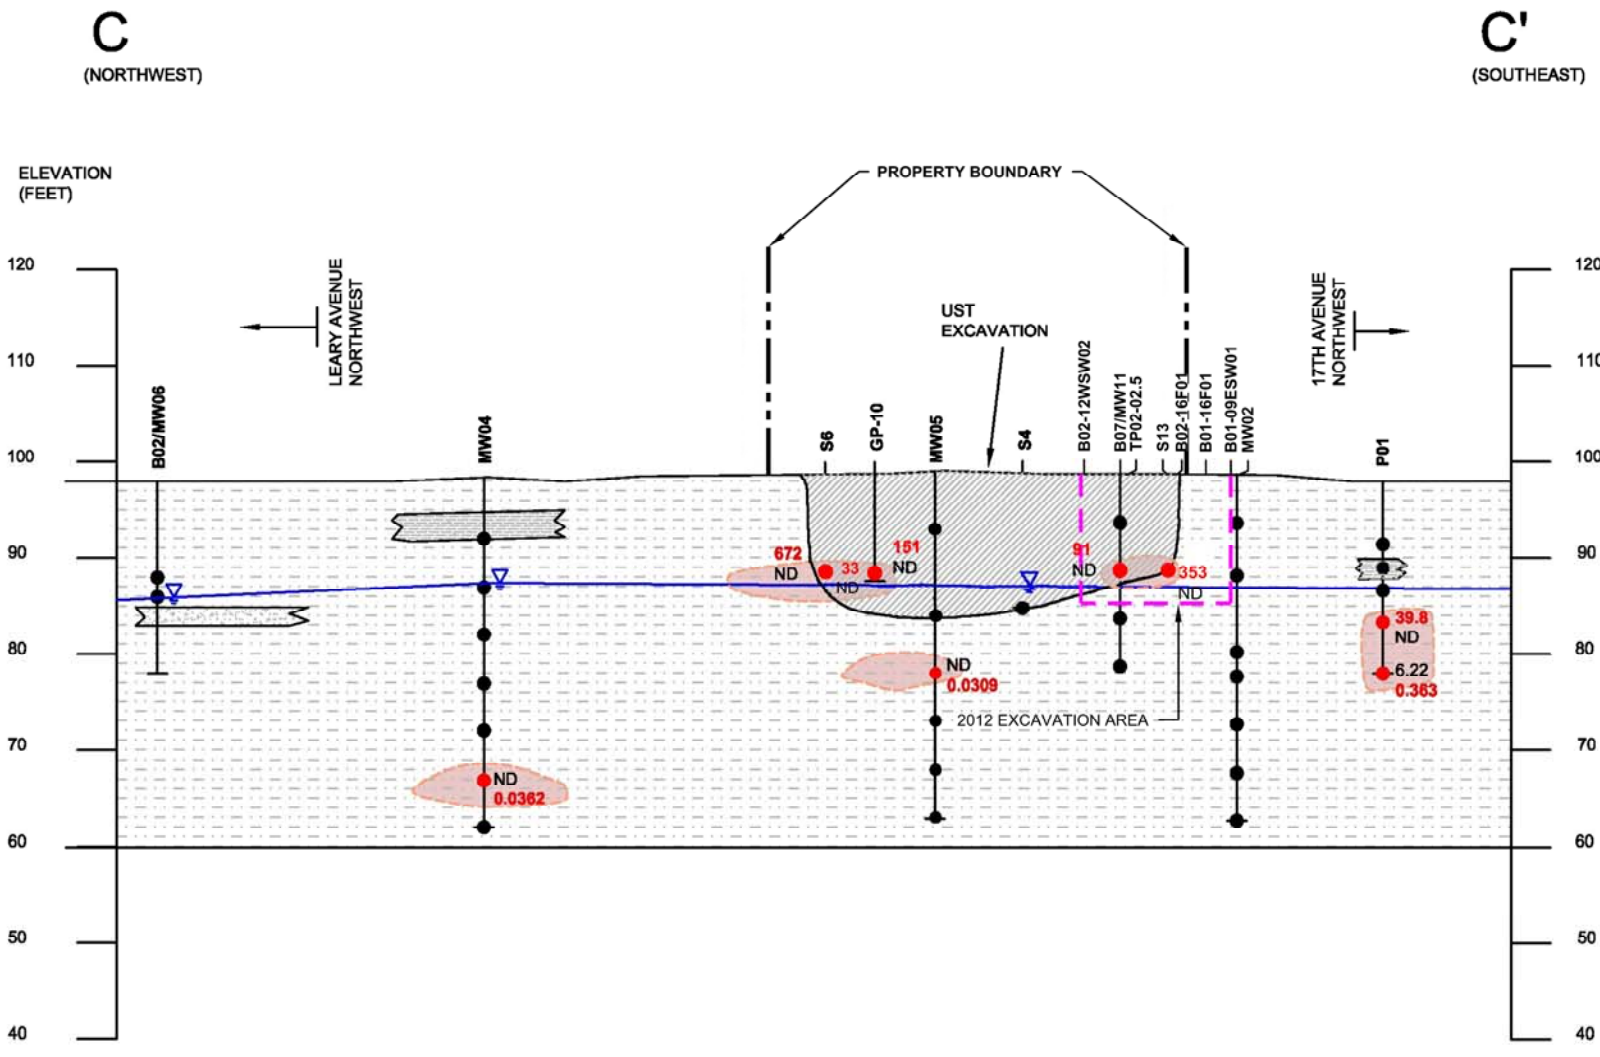 C
(NORTHWEST)
C'
(SOUTHEAST)
ELEVATION
(FEET)
PROPERTY BOUNDARY
LEARY AVENUE
NORTHWEST
UST
EXCAVATION
17TH AVENUE
NORTHWEST
120
110
100
90
80
70
60
50
40
120
110
100
90
80
70
60
50
40
B02/MW06
MW04
S6
GP-10
MW05
S4
B02-12WSW02
B07/MW11
TP02-02.5
S13
B02-16F01
B01-16F01
B01-09ESW01
MW02
P01
672
ND
33
ND
151
ND
91
ND
353
ND
ND
0.0309
2012 EXCAVATION AREA
ND
0.0362
39.8
ND
6.22
0.363